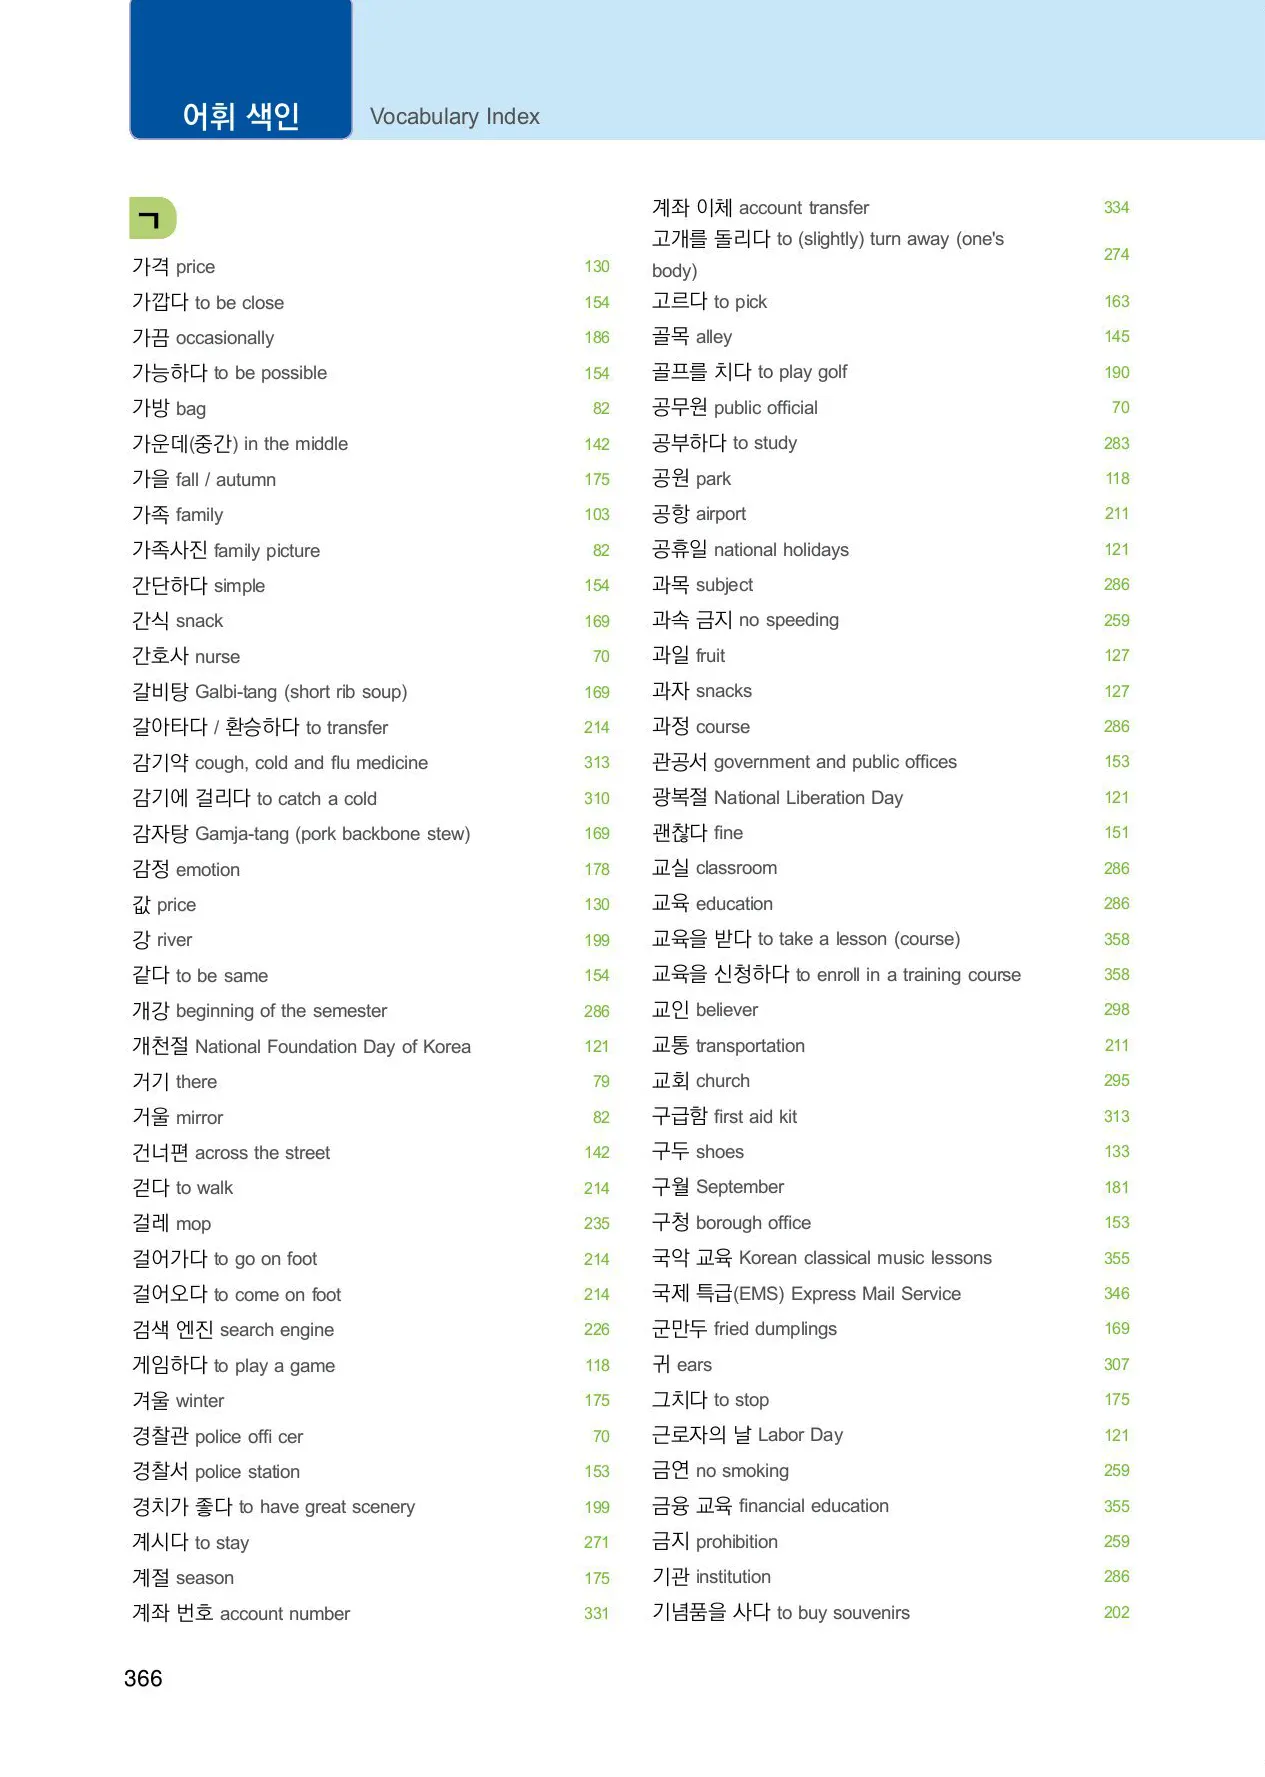 어휘 색인
Vocabulary Index
ㄱ
가격 price 130
가깝다 to be close 154
가끔 occasionally 186
가능하다 to be possible 154
가방 bag 82
가운데(중간) in the middle 142
가을 fall / autumn 175
가족 family 103
가족사진 family picture 82
간단하다 simple 154
간식 snack 169
간호사 nurse 70
갈비탕 Galbi-tang (short rib soup) 169
갈아타다 / 환승하다 to transfer 214
감기약 cough, cold and flu medicine 313
감기에 걸리다 to catch a cold 310
감자탕 Gamja-tang (pork backbone stew) 169
감정 emotion 178
값 price 130
강 river 199
같다 to be same 154
개강 beginning of the semester 286
개천절 National Foundation Day of Korea 121
거기 there 79
거울 mirror 82
건너편 across the street 142
걷다 to walk 214
걸레 mop 235
걸어가다 to go on foot 214
걸어오다 to come on foot 214
검색 엔진 search engine 226
게임하다 to play a game 118
겨울 winter 175
경찰관 police offi cer 70
경찰서 police station 153
경치가 좋다 to have great scenery 199
계시다 to stay 271
계절 season 175
계좌 번호 account number 331
계좌 이체 account transfer 334
고개를 돌리다 to (slightly) turn away (one's
body) 274
고르다 to pick 163
골목 alley 145
골프를 치다 to play golf 190
공무원 public official 70
공부하다 to study 283
공원 park 118
공항 airport 211
공휴일 national holidays 121
과목 subject 286
과속 금지 no speeding 259
과일 fruit 127
과자 snacks 127
과정 course 286
관공서 government and public offices 153
광복절 National Liberation Day 121
괜찮다 fine 151
교실 classroom 286
교육 education 286
교육을 받다 to take a lesson (course) 358
교육을 신청하다 to enroll in a training course 358
교인 believer 298
교통 transportation 211
교회 church 295
구급함 first aid kit 313
구두 shoes 133
구월 September 181
구청 borough office 153
국악 교육 Korean classical music lessons 355
국제 특급(EMS) Express Mail Service 346
군만두 fried dumplings 169
귀 ears 307
그치다 to stop 175
근로자의 날 Labor Day 121
금연 no smoking 259
금융 교육 financial education 355
금지 prohibition 259
기관 institution 286
기념품을 사다 to buy souvenirs 202
366